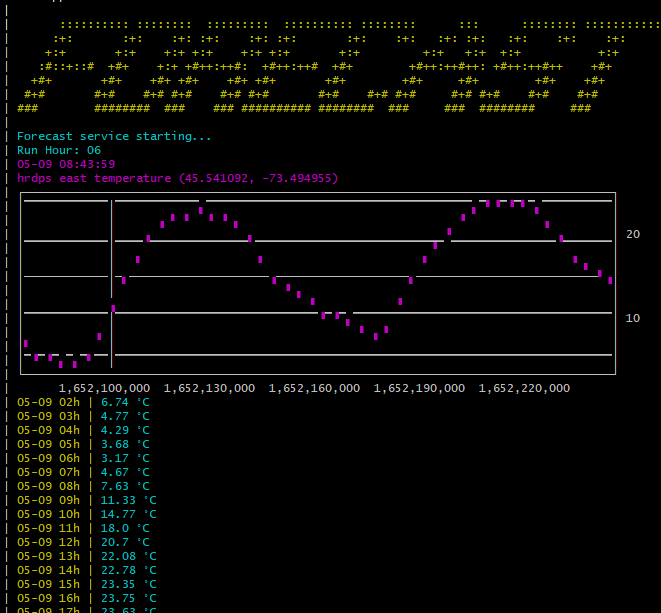 Forecast service starting...
Run Hour: 06
05-09 08:43:59
hrdps east temperature (45.541092, -73.494955)
20
10
1,652,100,000 1,652,130,000 1,652,160,000 1,652,190,000 1,652,220,000
05-09 02h | 6.74 °C
05-09 03h | 4.77 °C
05-09 04h | 4.29 °C
05-09 05h | 3.68 °C
05-09 06h | 3.17 °C
05-09 07h | 4.67 °C
05-09 08h | 7.63 °C
05-09 09h | 11.33 °C
05-09 10h | 14.77 °C
05-09 11h | 18.0 °C
05-09 12h | 20.7 °C
05-09 13h | 22.08 °C
05-09 14h | 22.78 °C
05-09 15h | 23.35 °C
05-09 16h | 23.75 °C
05-09 17h | 23.63 °C